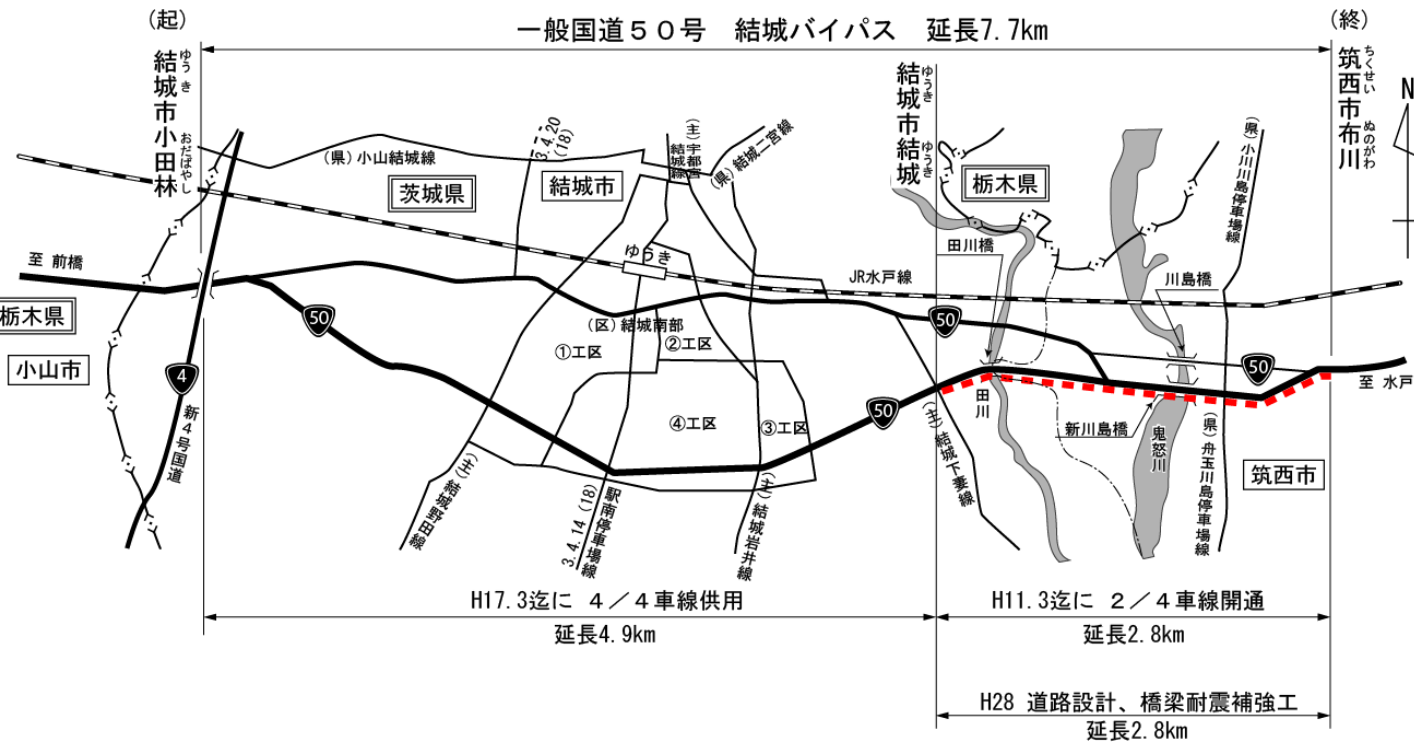 (起)
一般国道50号 結城バイパス 延長7.7km
(終)
結城市小田林
ゆうき
おだばやし
結城市結城
ゆうき
ゆうき
筑西市布川
ちくせい
ぬのがわ
N
(県)小山結城線
3.4.20
(18)
(主)宇都宮
結城線
(県)結城二宮線
(県)小川川島停車場線
茨城県
結城市
栃木県
至 前橋
ゆうき
JR水戸線
田川橋
川島橋
栃木県
小山市
50
(区)結城南部
①工区
②工区
50
50
至 水戸
4
新4号国道
④工区
③工区
50
田川
新川島橋
鬼怒川
筑西市
(主)結城野田線
3.4.14(18)
駅南停車場線
(主)結城岩井線
(主)結城下妻線
(県)舟玉川島停車場線
H17.3迄に 4/4車線供用
延長4.9km
H11.3迄に 2/4車線開通
延長2.8km
H28 道路設計、橋梁耐震補強工
延長2.8km